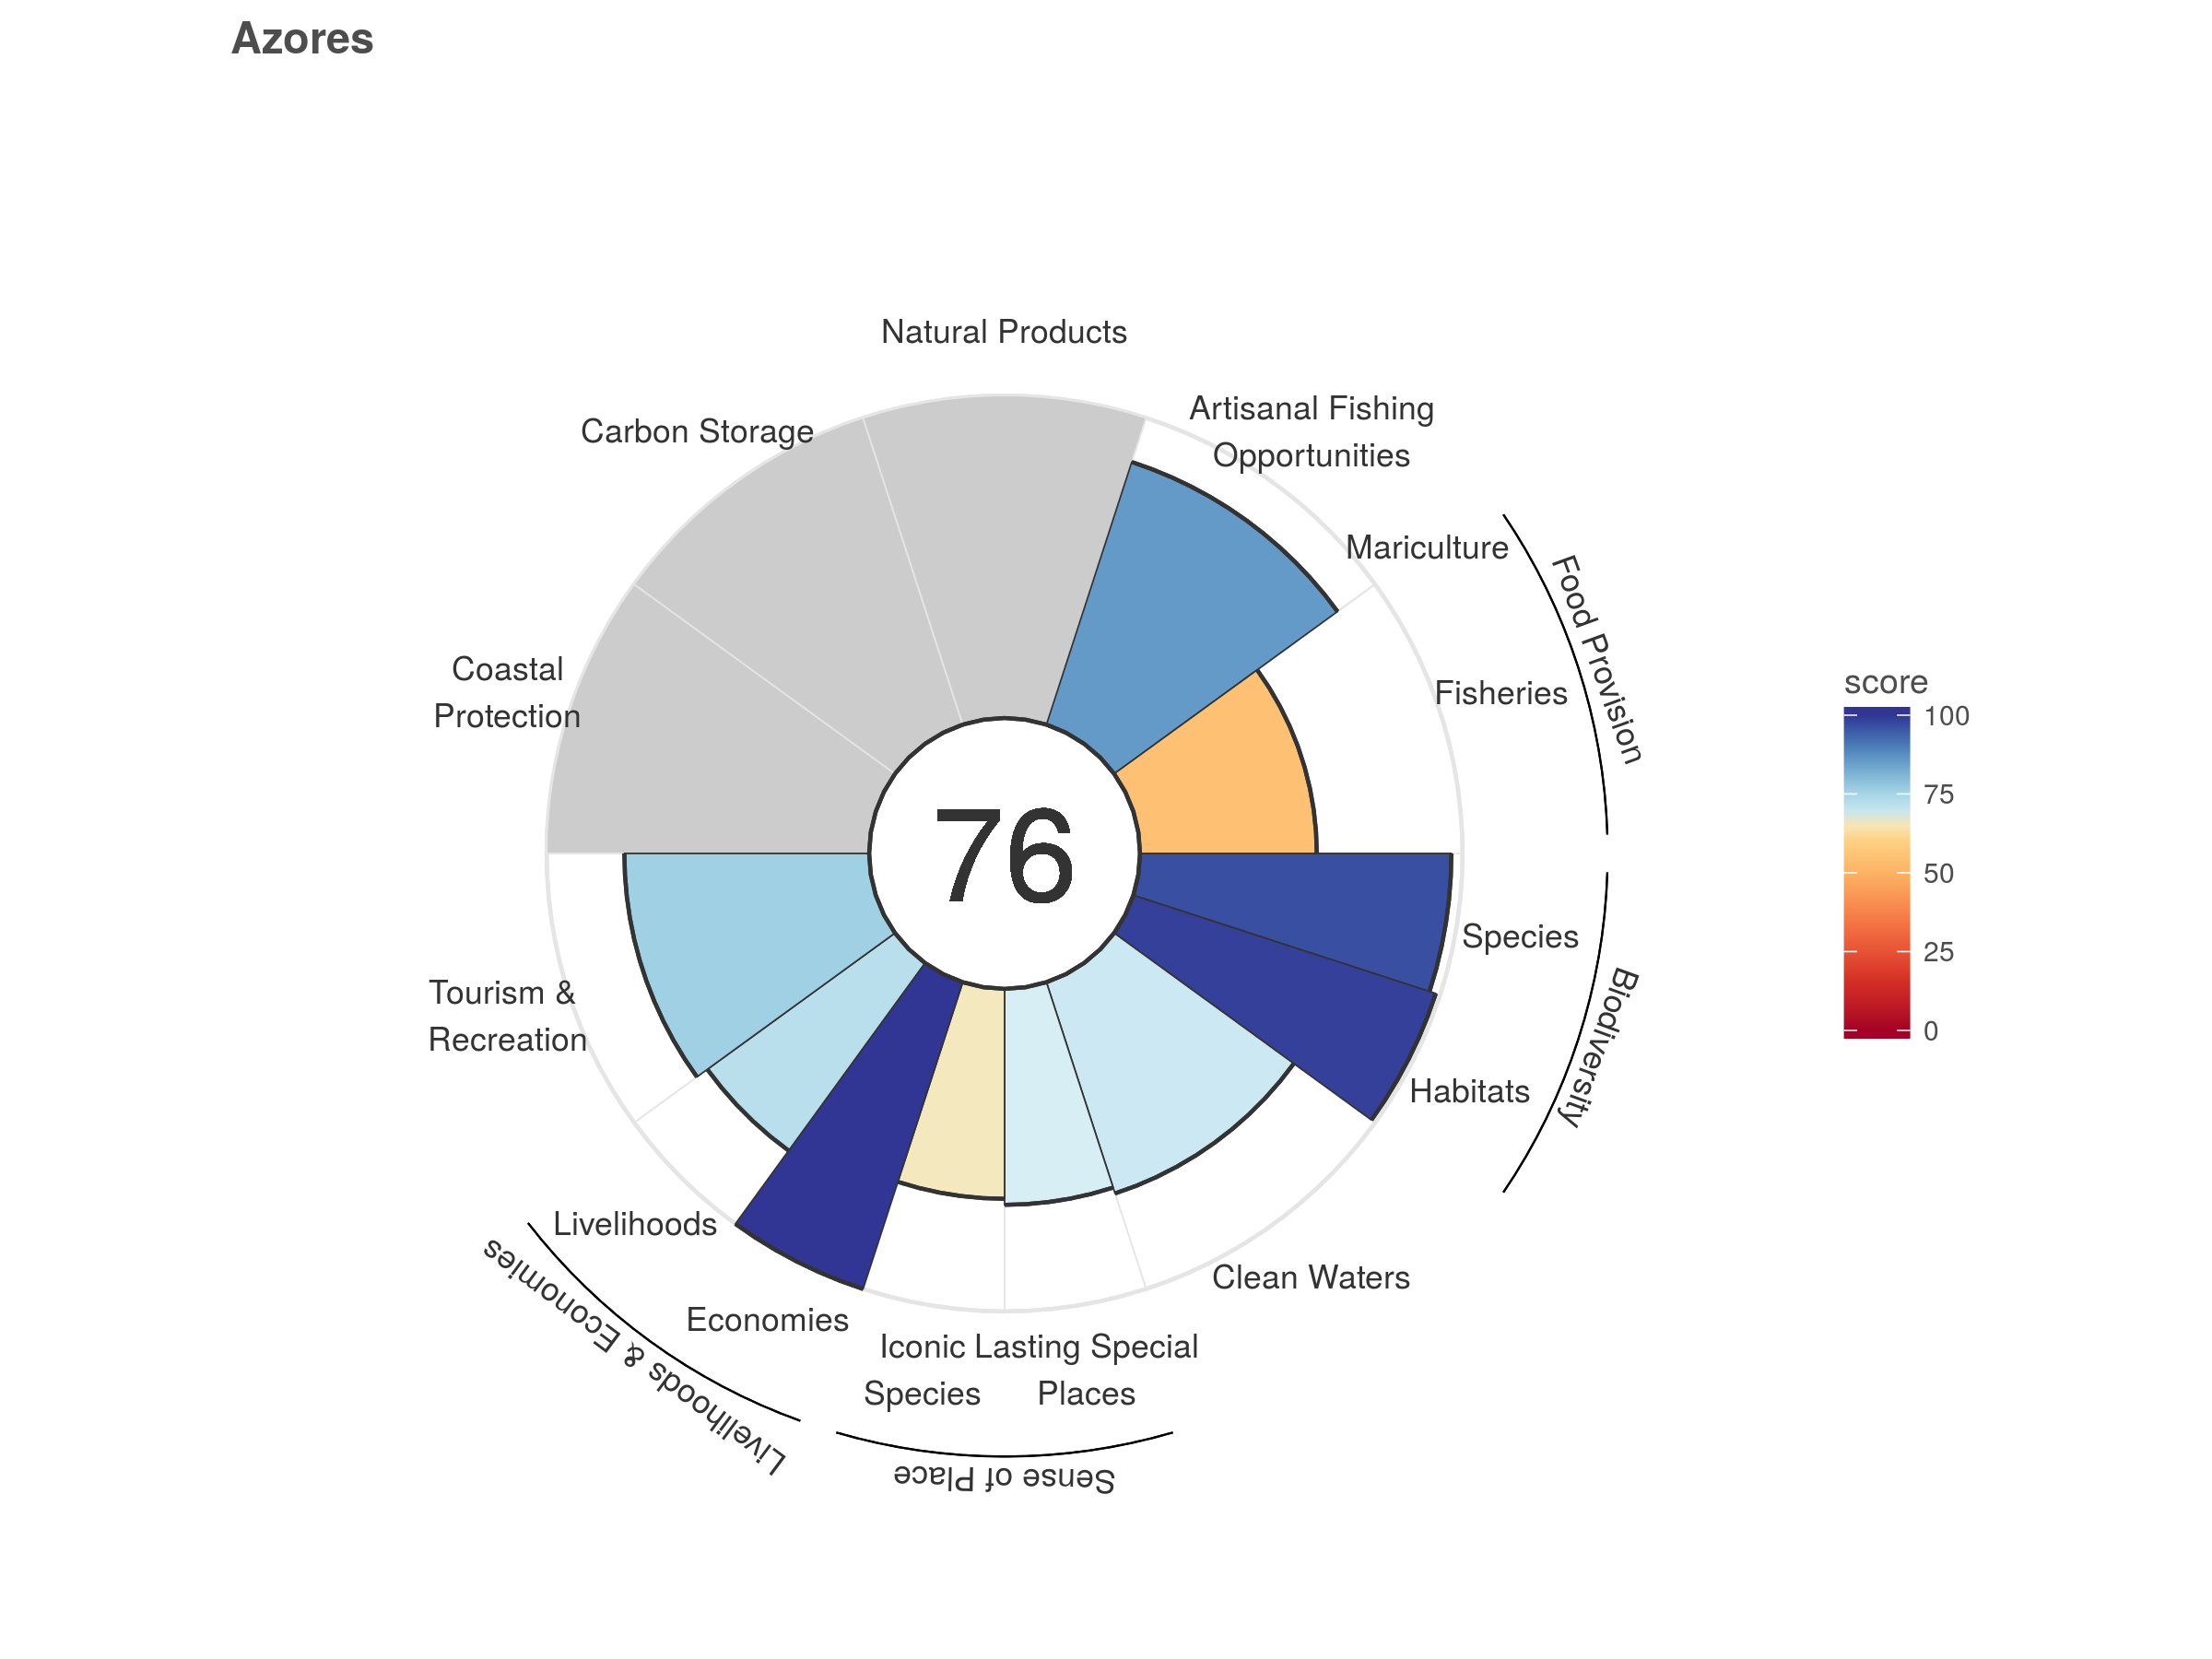 Azores
Natural Products
Artisanal Fishing
Opportunities
Carbon Storage
Mariculture
Food Provision
Coastal
Protection
Fisheries
score
100
75
50
25
0
76
Species
Biodiversity
Tourism &
Recreation
Habitats
Livelihoods
Clean Waters
Economies
Livelihoods & Economies
Iconic
Species
Lasting Special
Places
Sense of Place